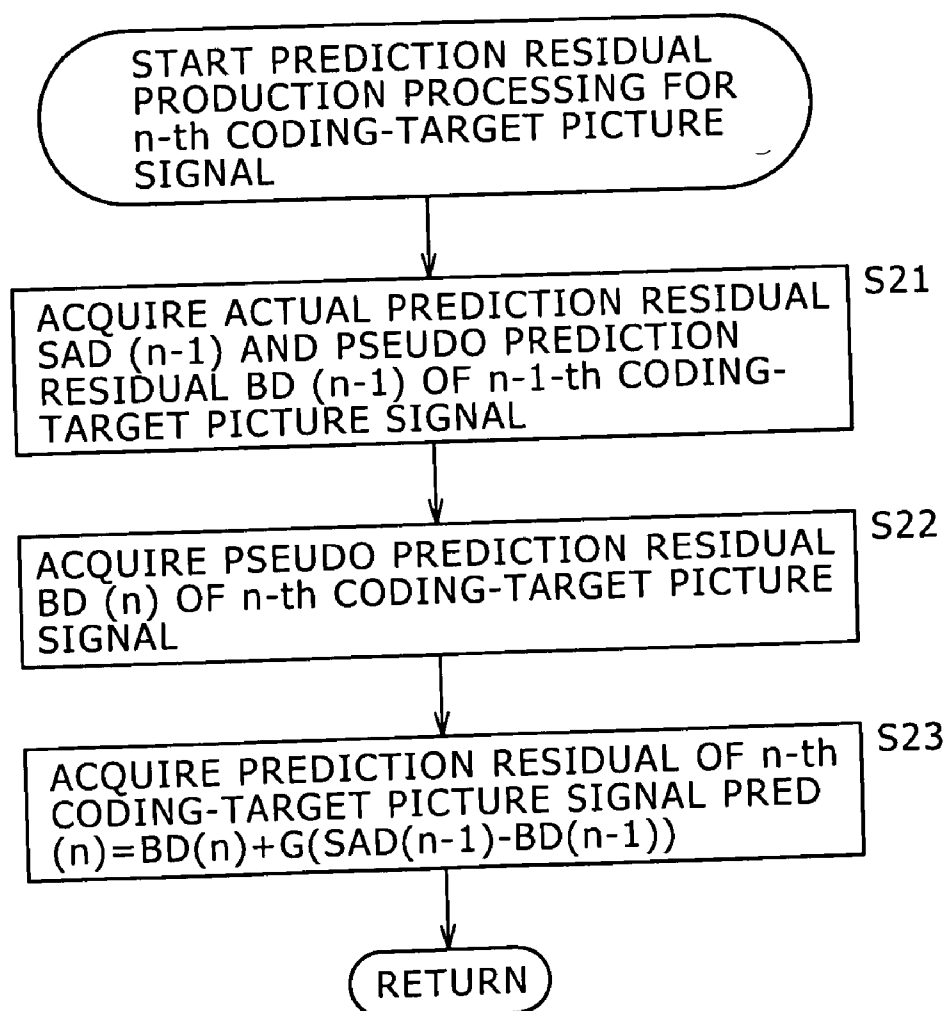 START PREDICTION RESIDUAL
PRODUCTION PROCESSING FOR
n-th CODING-TARGET PICTURE
SIGNAL
S21
ACQUIRE ACTUAL PREDICTION RESIDUAL
SAD (n-1) AND PSEUDO PREDICTION
RESIDUAL BD (n-1) OF n-1-th CODING-
TARGET PICTURE SIGNAL
S22
ACQUIRE PSEUDO PREDICTION RESIDUAL
BD (n) OF n-th CODING-TARGET PICTURE
SIGNAL
S23
ACQUIRE PREDICTION RESIDUAL OF n-th
CODING-TARGET PICTURE SIGNAL PRED
(n)=BD(n)+G(SAD(n-1)-BD(n-1))
RETURN